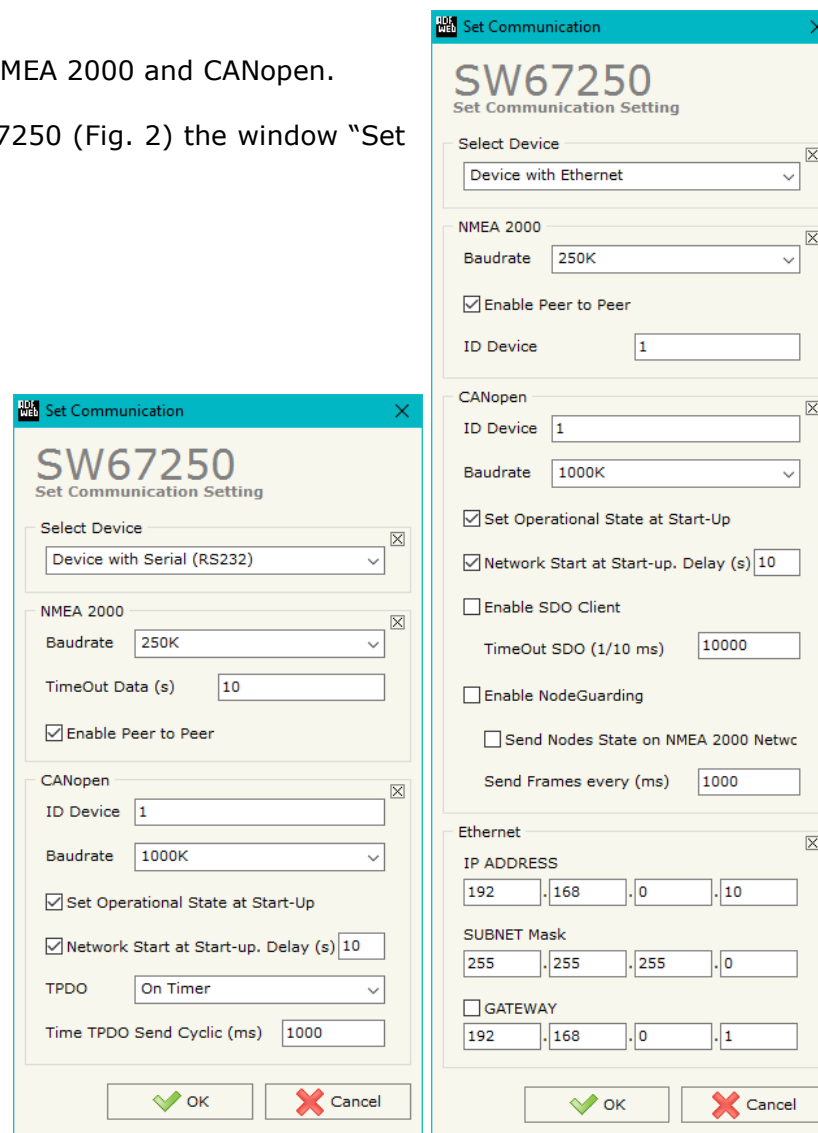 MEA 2000 and CANopen.
7250 (Fig. 2) the window “Set
Set Communication
SW67250
Set Communication Setting
Select Device
Device with Serial (RS232)
NMEA 2000
Baudrate 250K
TimeOut Data (s) 10
Enable Peer to Peer
CANopen
ID Device 1
Baudrate 1000K
Set Operational State at Start-Up
Network Start at Start-up. Delay (s) 10
TPDO On Timer
Time TPDO Send Cyclic (ms) 1000
OK Cancel
Set Communication
SW67250
Set Communication Setting
Select Device
Device with Ethernet
NMEA 2000
Baudrate 250K
Enable Peer to Peer
ID Device 1
CANopen
ID Device 1
Baudrate 1000K
Set Operational State at Start-Up
Network Start at Start-up. Delay (s) 10
Enable SDO Client
TimeOut SDO (1/10 ms) 10000
Enable NodeGuarding
Send Nodes State on NMEA 2000 Netwo
Send Frames every (ms) 1000
Ethernet
IP ADDRESS
192 . 168 . 0 . 10
SUBNET Mask
255 . 255 . 255 . 0
GATEWAY
192 . 168 . 0 . 1
OK Cancel